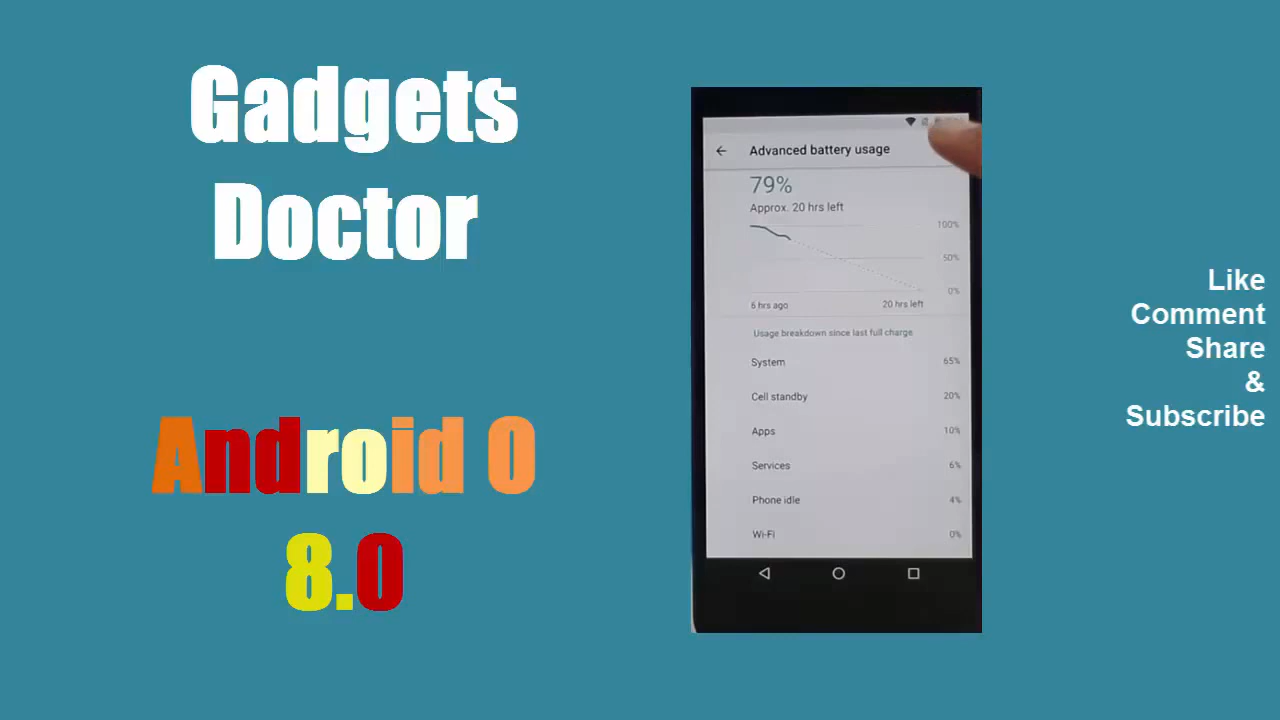 Gadgets
Doctor
Android O
8.0
Advanced battery usage
79%
Approx. 20 hrs left
100%
50%
0%
6 hrs ago
20 hrs left
Usage breakdown since last full charge
System 65%
Cell standby 20%
Apps 10%
Services 6%
Phone idle 4%
Wi-Fi 0%
Like
Comment
Share
&
Subscribe